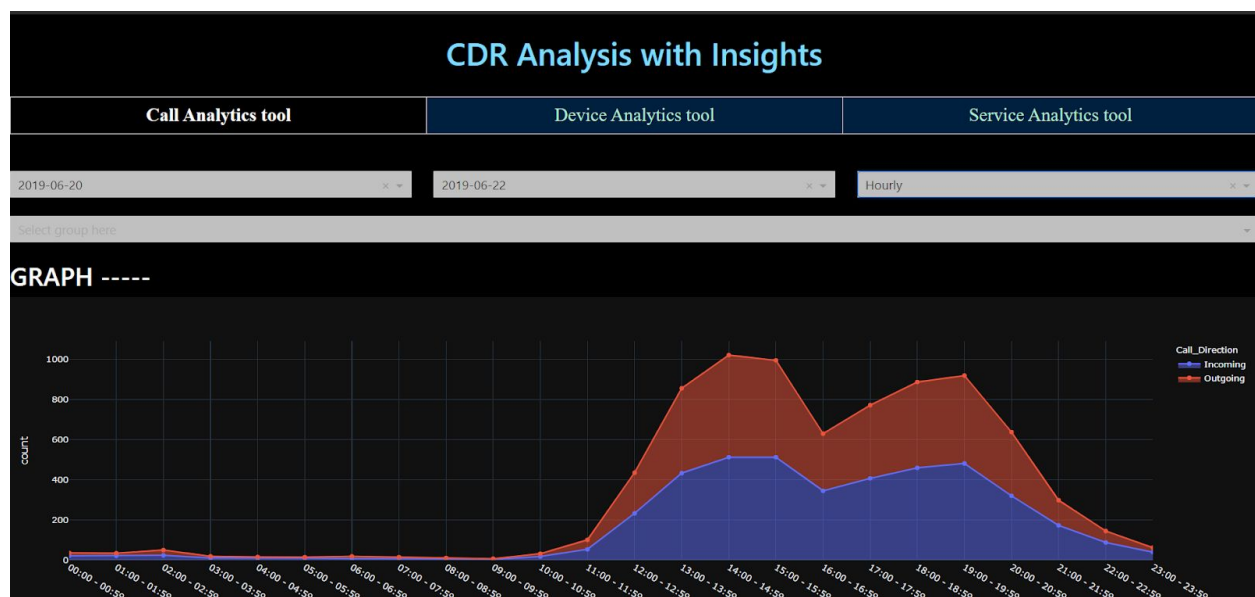 CDR Analysis with Insights
Call Analytics tool
Device Analytics tool
Service Analytics tool
2019-06-20
2019-06-22
Hourly
Select group here
GRAPH -----
1000
800
600
400
200
0
count
Call_Direction
Incoming
Outgoing
00:00 - 00:59
01:00 - 01:59
02:00 - 02:59
03:00 - 03:59
04:00 - 04:59
05:00 - 05:59
06:00 - 06:59
07:00 - 07:59
08:00 - 08:59
09:00 - 09:59
10:00 - 10:59
11:00 - 11:59
12:00 - 12:59
13:00 - 13:59
14:00 - 14:59
15:00 - 15:59
16:00 - 16:59
17:00 - 17:59
18:00 - 18:59
19:00 - 19:59
20:00 - 20:59
21:00 - 21:59
22:00 - 22:59
23:00 - 23:59